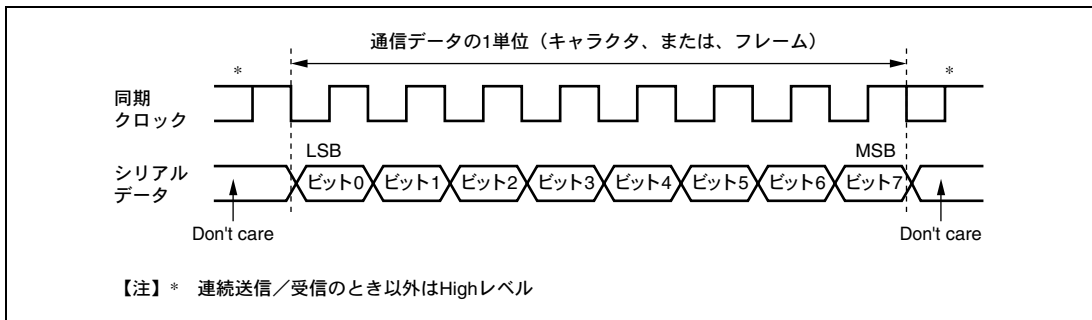 通信データの1単位（キャラクタ、または、フレーム）
* *
同期
クロック
LSB MSB
シリアル
データ
ビット0 ビット1 ビット2 ビット3 ビット4 ビット5 ビット6 ビット7
Don't care Don't care
【注】* 連続送信／受信のとき以外はHighレベル